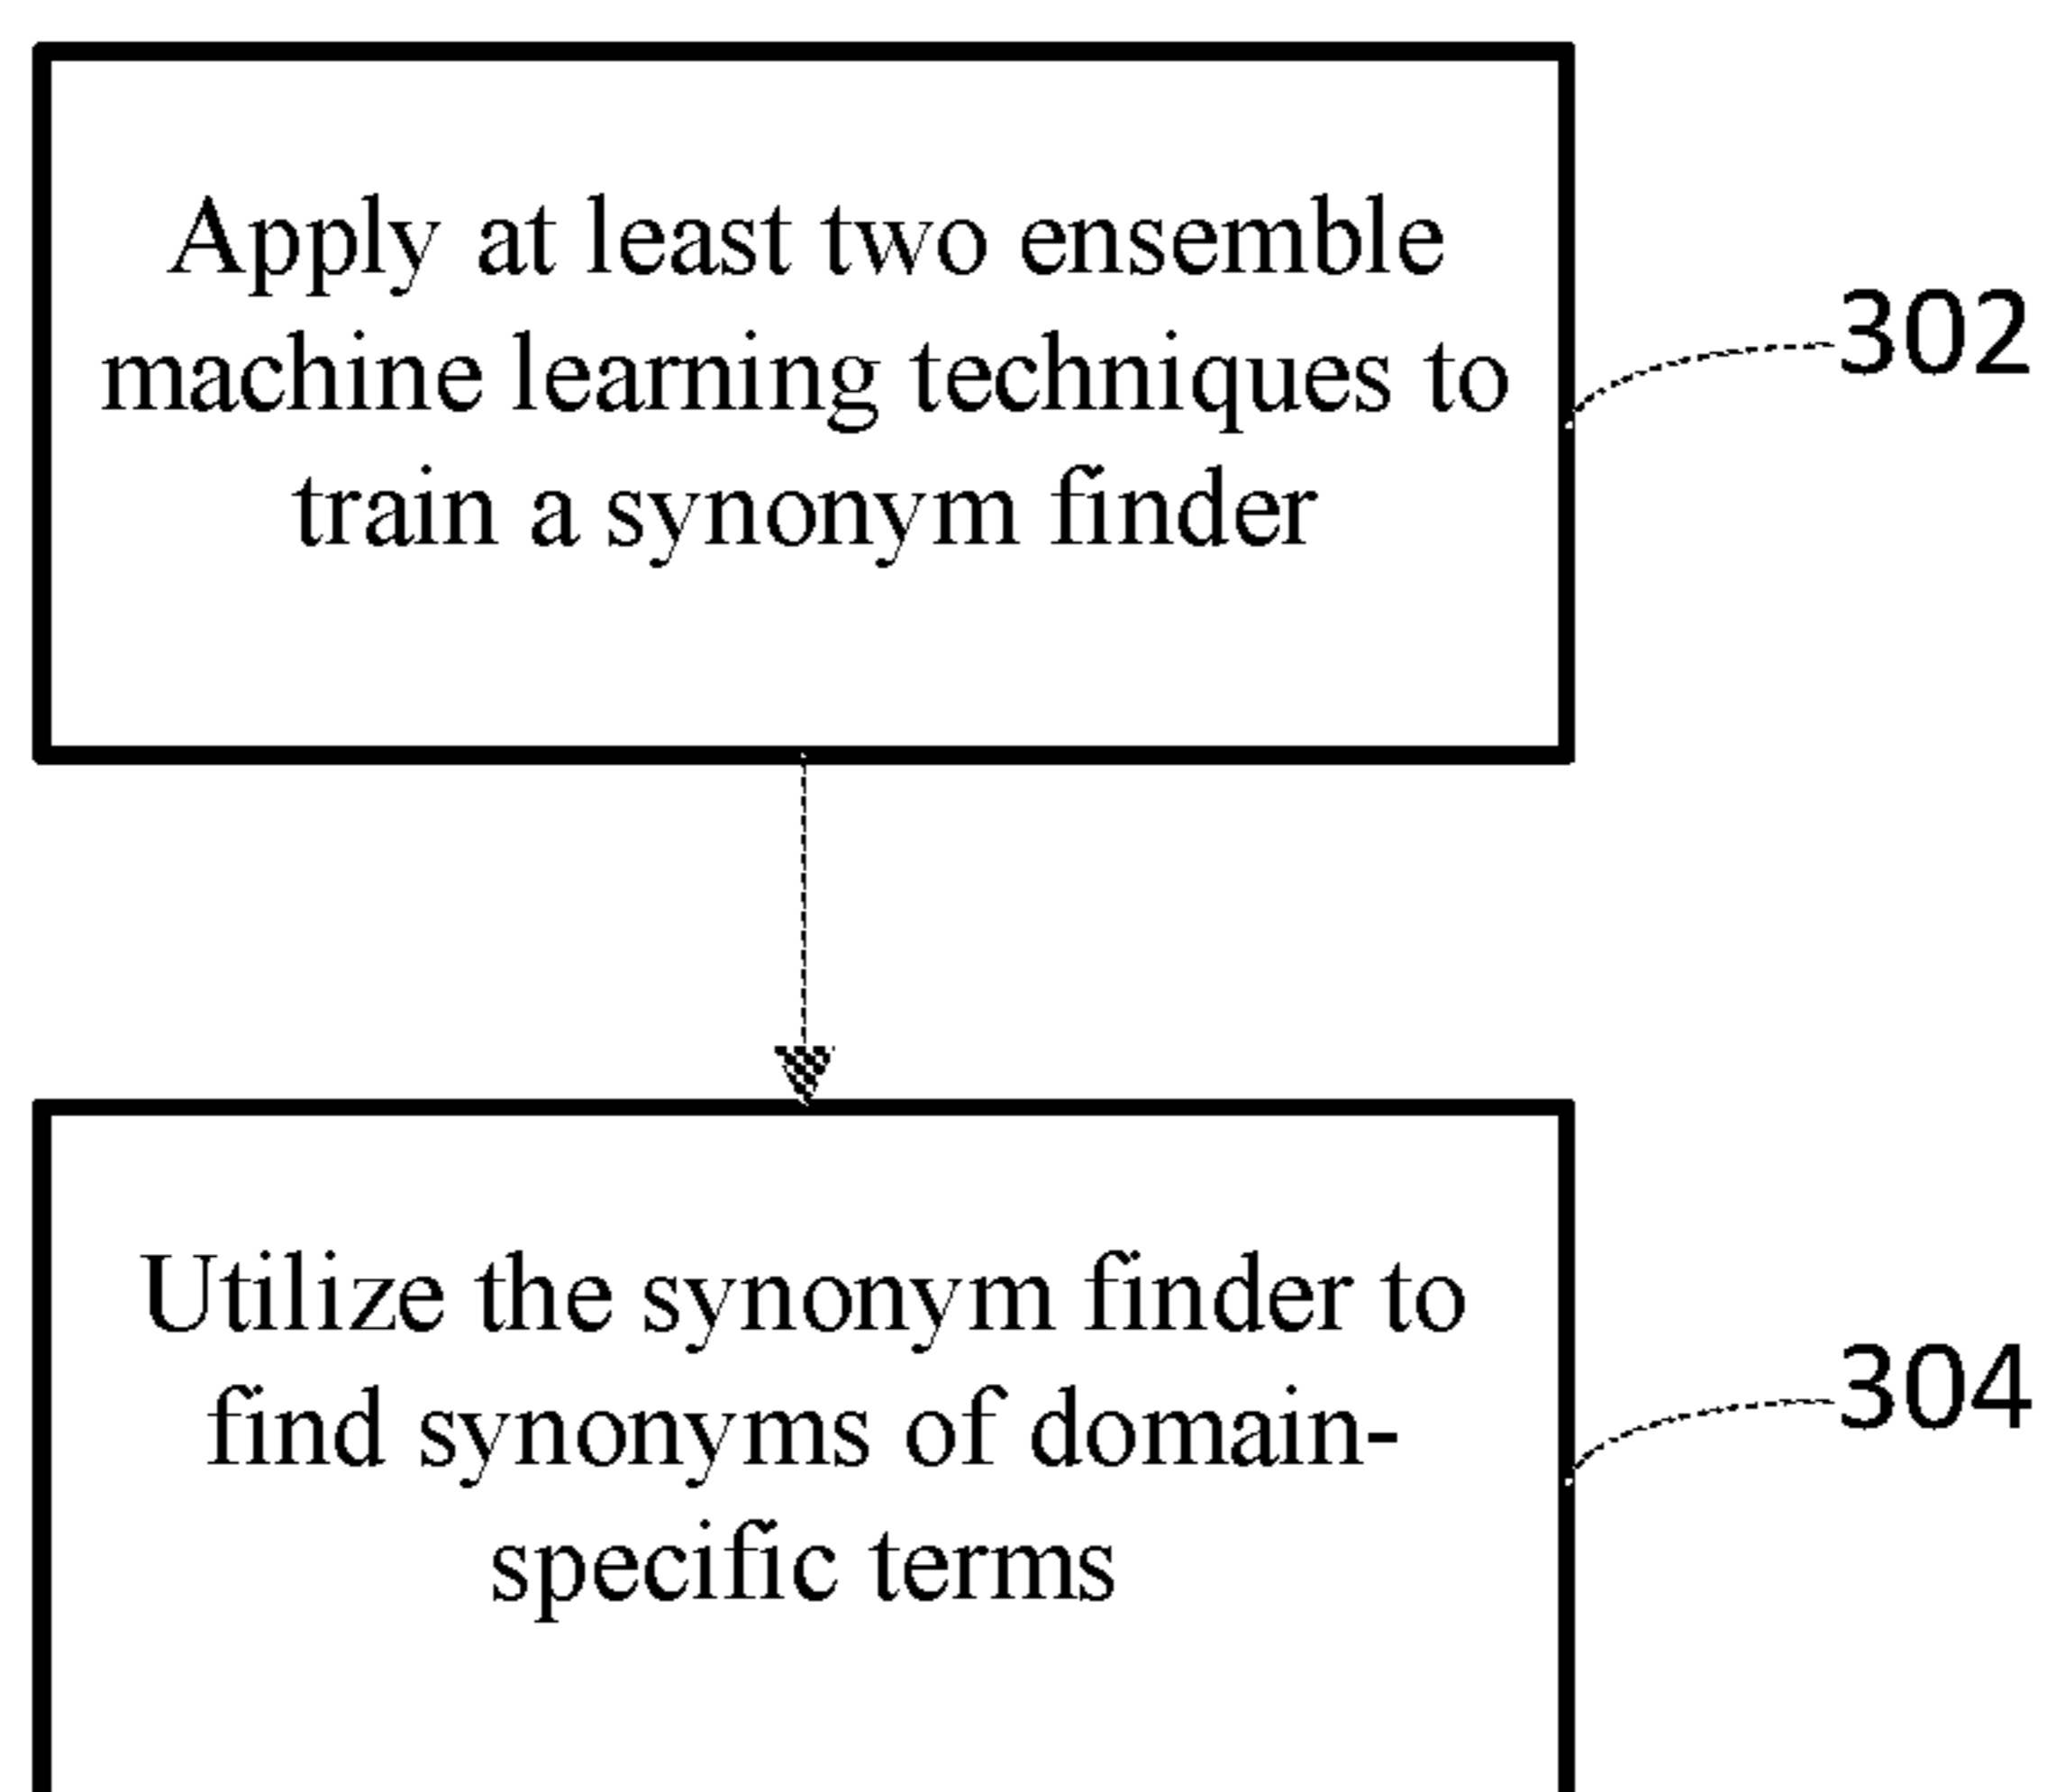 Apply at least two ensemble
machine learning techniques to
train a synonym finder
302
Utilize the synonym finder to
find synonyms of domain-
specific terms
304